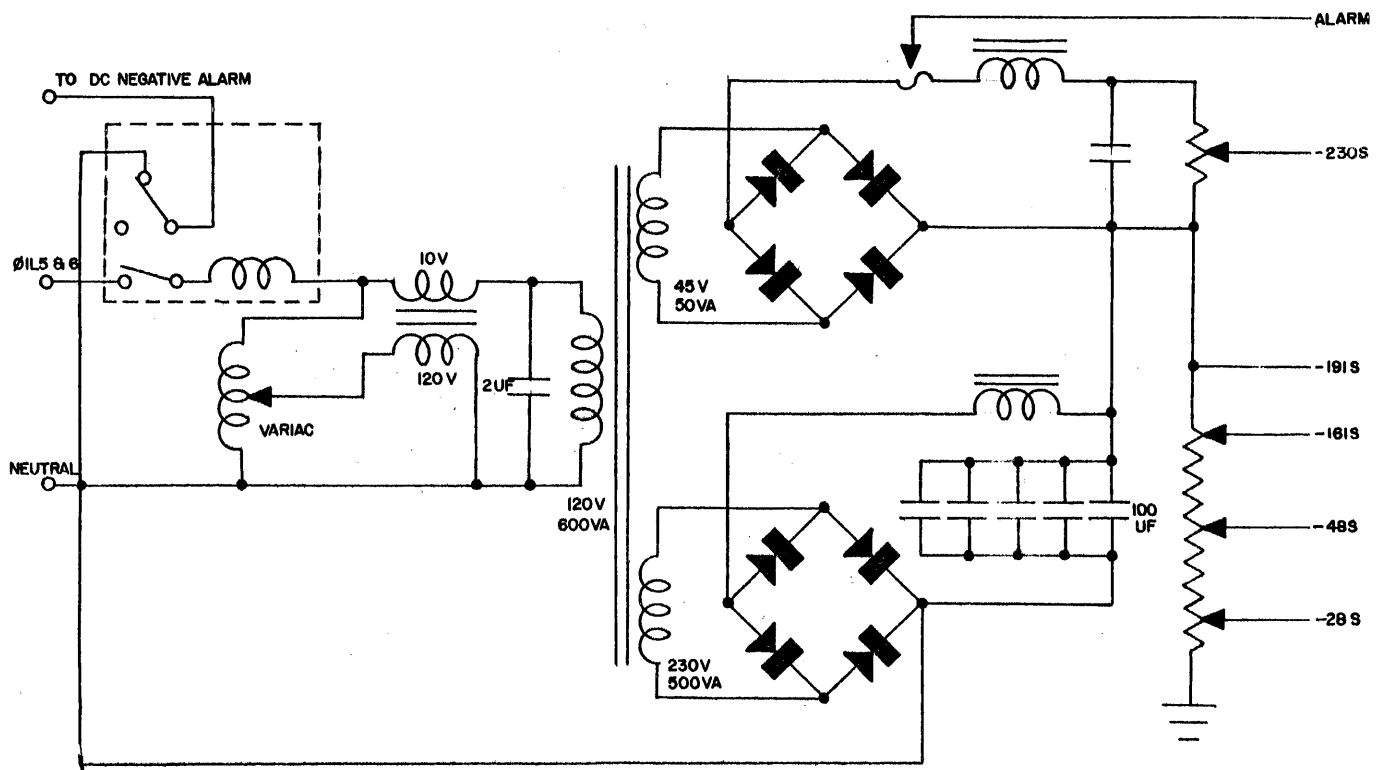 ALARM
TO DC NEGATIVE ALARM
-230S
Ø1L5 & 6
10V
45V
50VA
120V
2UF
VARIAC
-191S
-161S
NEUTRAL
120V
600VA
100
UF
-48S
-28S
230V
500VA